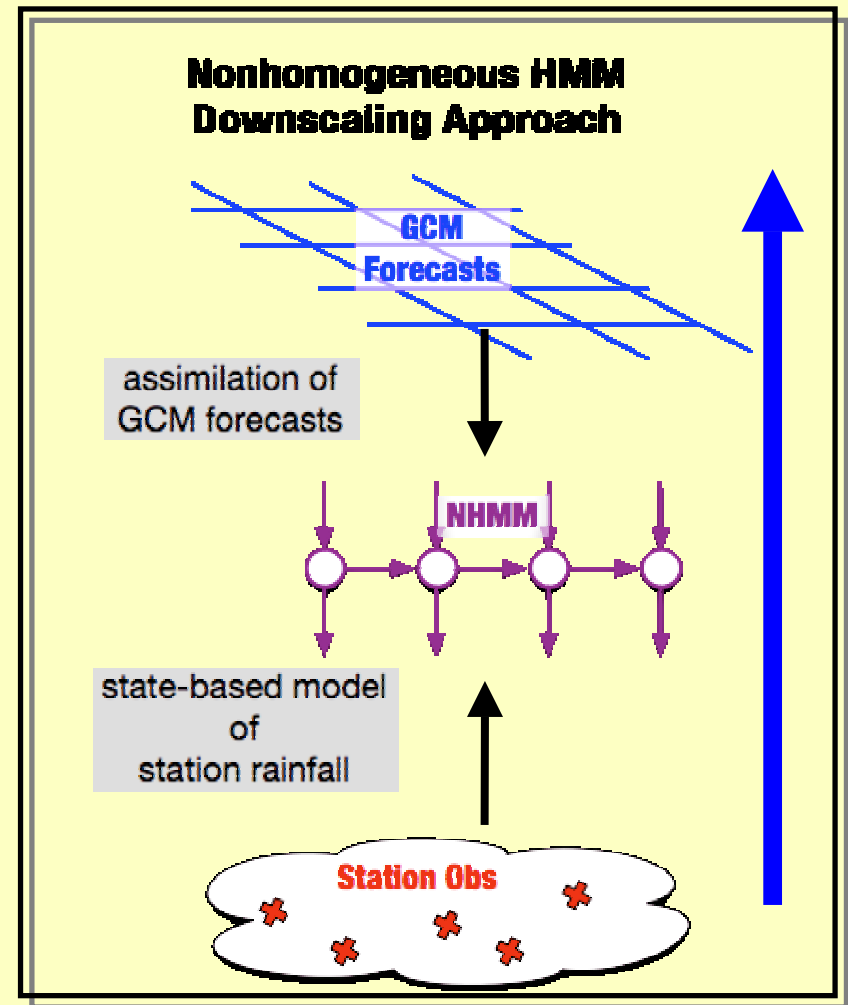 Nonhomogeneous HMM
Downscaling Approach
GCM
Forecasts
assimilation of
GCM forecasts
NHMM
state-based model
of
station rainfall
Station Obs